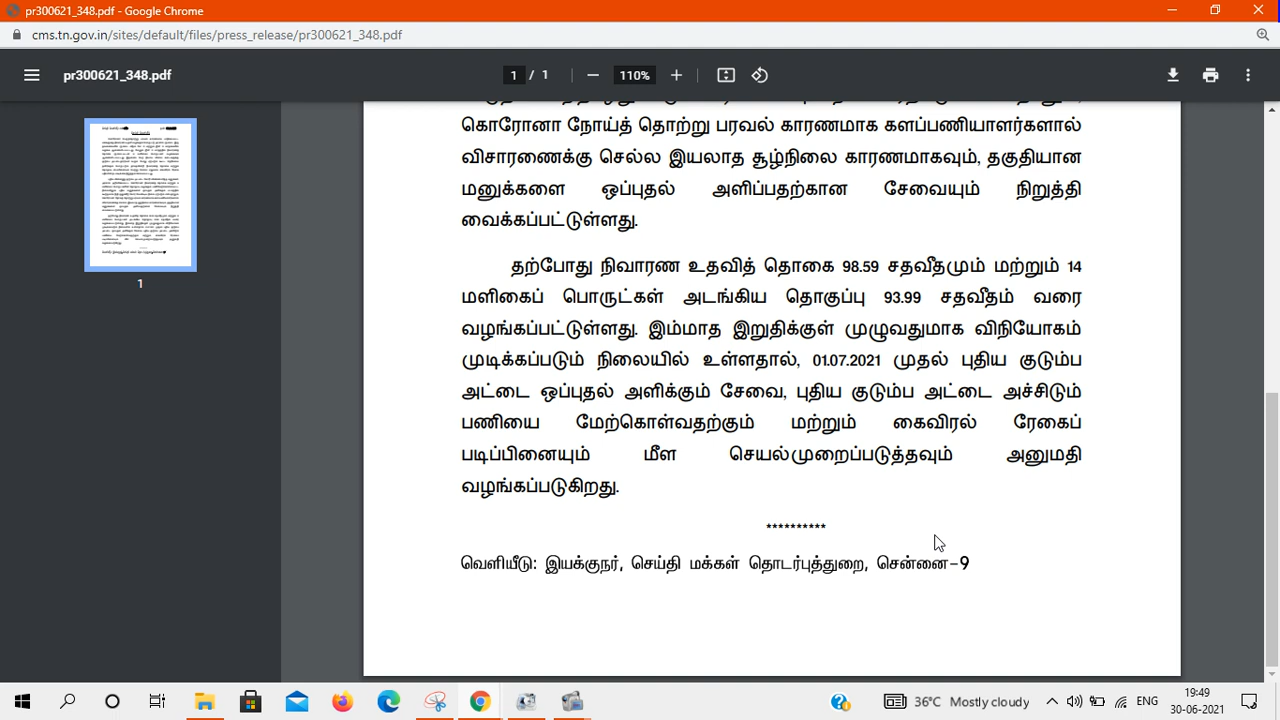 pr300621_348.pdf - Google Chrome
cms.tn.gov.in/sites/default/files/press_release/pr300621_348.pdf
pr300621_348.pdf
1 / 1
110%
1
கொரோனா நோய்த் தொற்று பரவல் காரணமாக களப்பணியாளர்களால்
விசாரணைக்கு செல்ல இயலாத சூழ்நிலை காரணமாகவும், தகுதியான
மனுக்களை ஒப்புதல் அளிப்பதற்கான சேவையும் நிறுத்தி
வைக்கப்பட்டுள்ளது.
தற்போது நிவாரண உதவித் தொகை 98.59 சதவீதமும் மற்றும் 14
மளிகைப் பொருட்கள் அடங்கிய தொகுப்பு 93.99 சதவீதம் வரை
வழங்கப்பட்டுள்ளது. இம்மாத இறுதிக்குள் முழுவதுமாக விநியோகம்
முடிக்கப்படும் நிலையில் உள்ளதால், 01.07.2021 முதல் புதிய குடும்ப
அட்டை ஒப்புதல் அளிக்கும் சேவை, புதிய குடும்ப அட்டை அச்சிடும்
பணியை மேற்கொள்வதற்கும் மற்றும் கைவிரல் ரேகைப்
படிப்பினையும் மீள செயல்முறைப்படுத்தவும் அனுமதி
வழங்கப்படுகிறது.
**********
வெளியீடு: இயக்குநர், செய்தி மக்கள் தொடர்புத்துறை, சென்னை-9
36°C Mostly cloudy
ENG
19:49
30-06-2021